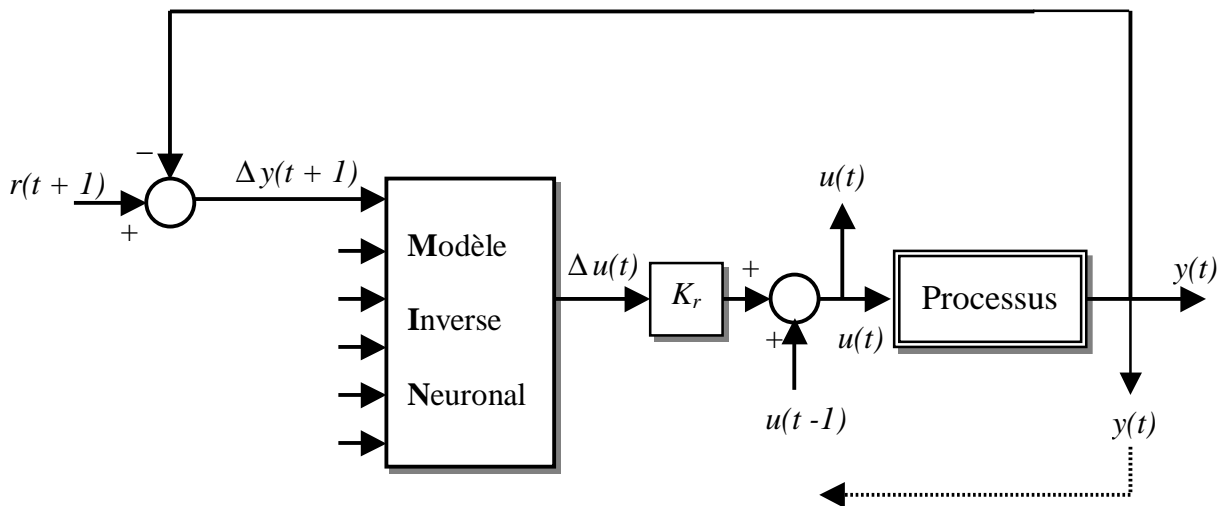 −
r(t + 1)
+
Δ y(t + 1)
Modèle
Inverse
Neuronal
Δ u(t)
K_r
+
+
u(t)
u(t)
u(t -1)
Processus
y(t)
y(t)